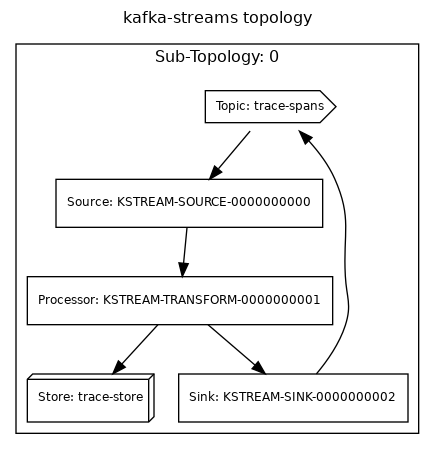 kafka-streams topology
Sub-Topology: 0
Topic: trace-spans
Source: KSTREAM-SOURCE-0000000000
Processor: KSTREAM-TRANSFORM-0000000001
Store: trace-store
Sink: KSTREAM-SINK-0000000002